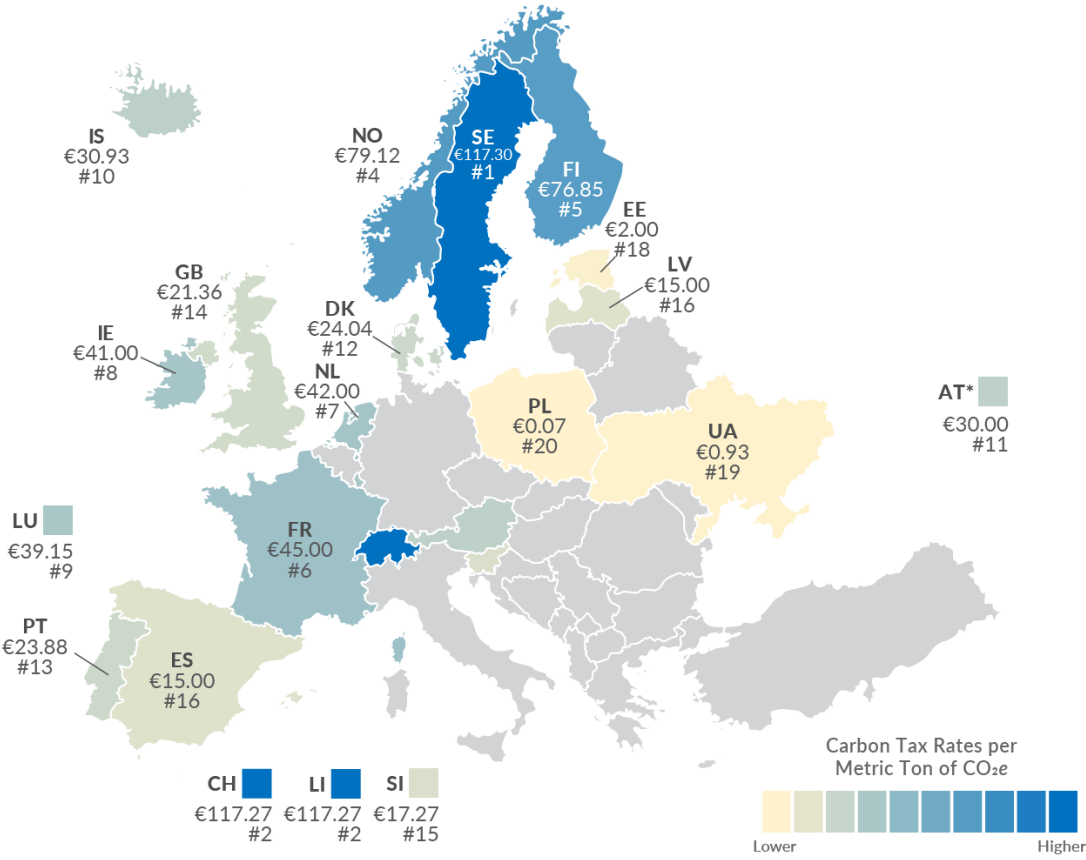 IS
€30.93
#10
NO
€79.12
#4
SE
€117.30
#1
FI
€76.85
#5
EE
€2.00
#18
LV
€15.00
#16
GB
€21.36
#14
IE
€41.00
#8
DK
€24.04
#12
NL
€42.00
#7
PL
€0.07
#20
UA
€0.93
#19
AT*
€30.00
#11
LU
€39.15
#9
FR
€45.00
#6
PT
€23.88
#13
ES
€15.00
#16
CH
€117.27
#2
LI
€117.27
#2
SI
€17.27
#15
Carbon Tax Rates per
Metric Ton of CO₂e
Lower
Higher